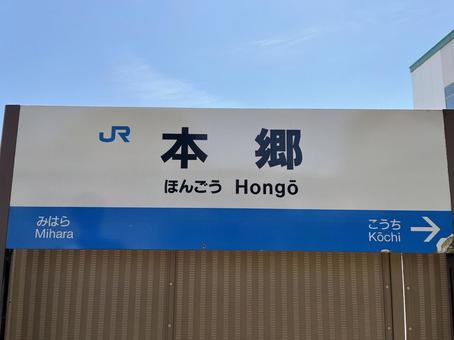 JR 本郷
ほんごう Hongō
みはら
Mihara
こうち
Kōchi